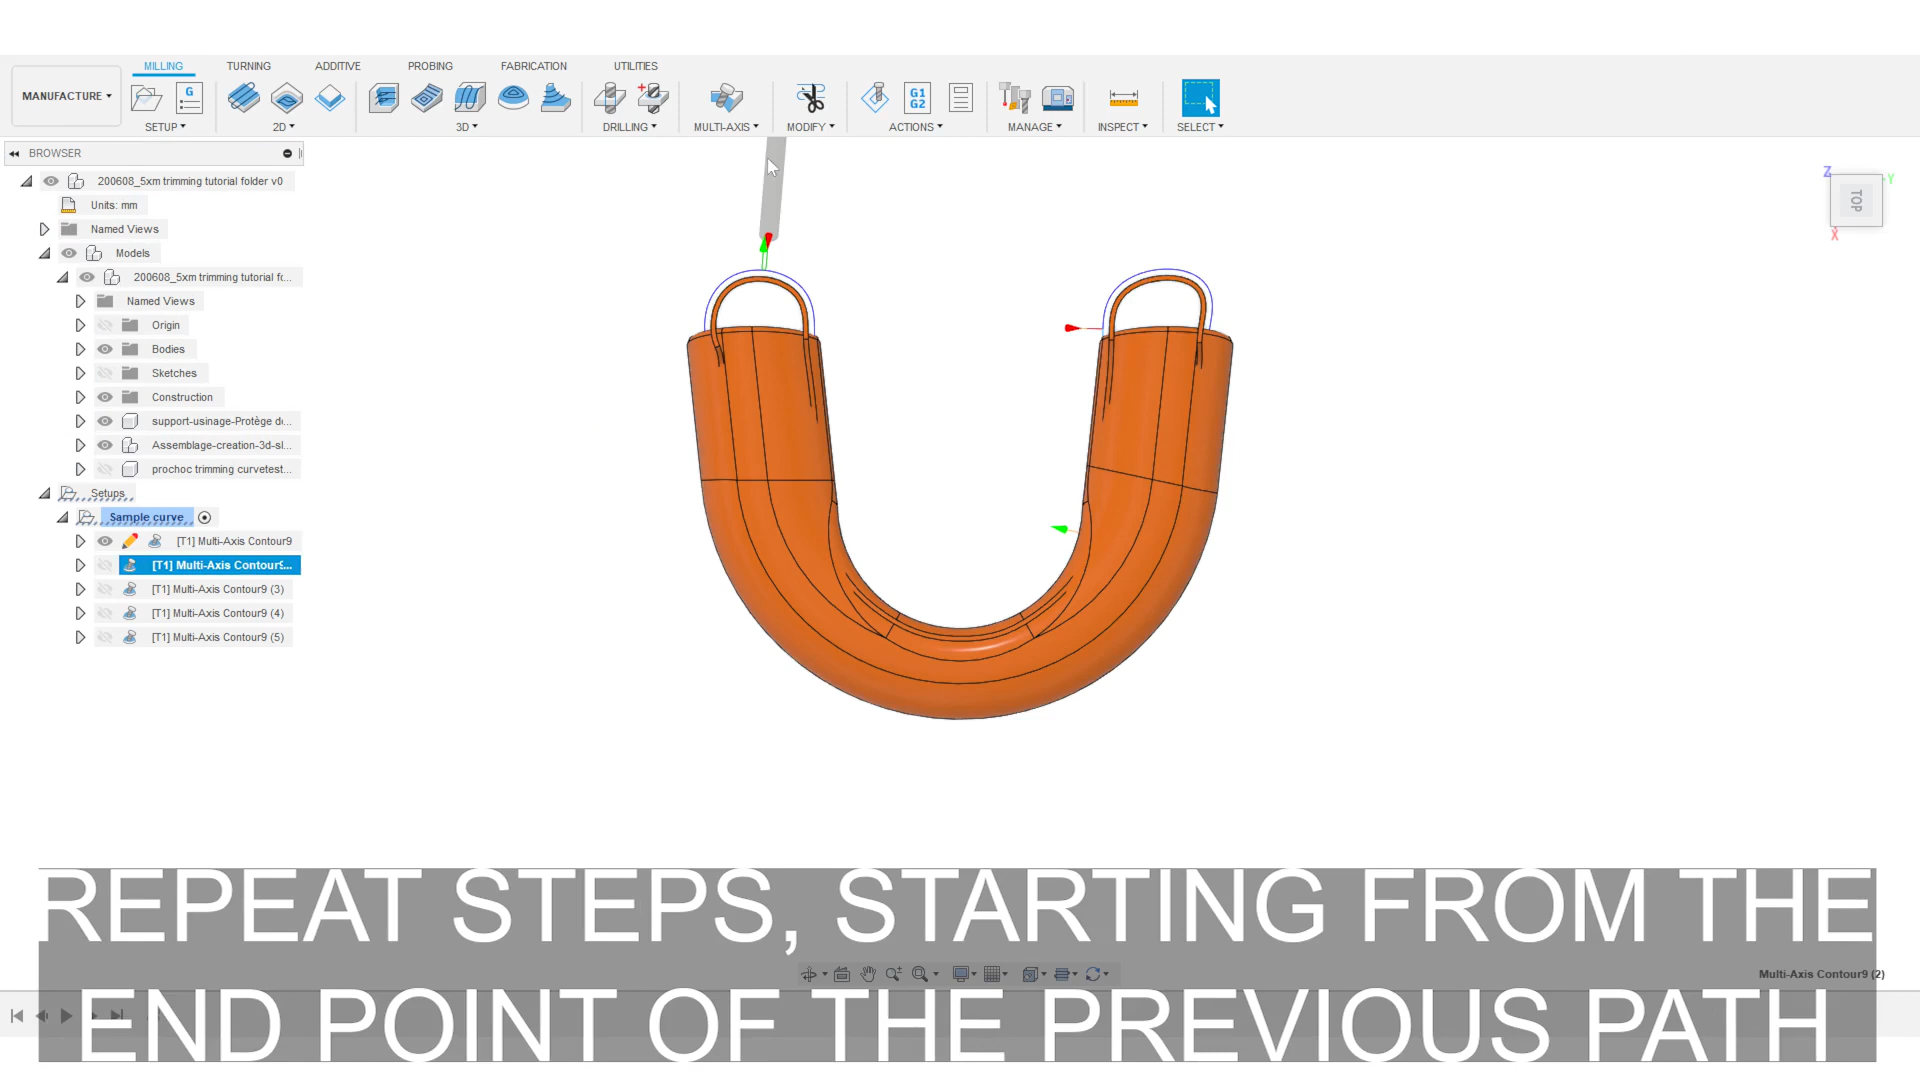 MILLING
TURNING
ADDITIVE
PROBING
FABRICATION
UTILITIES
MANUFACTURE
G
G1
G2
SETUP
2D
3D
DRILLING
MULTI-AXIS
MODIFY
ACTIONS
MANAGE
INSPECT
SELECT
BROWSER
200608_5xm trimming tutorial folder v0
Units: mm
Named Views
Models
200608_5xm trimming tutorial fc...
Named Views
Origin
Bodies
Sketches
Construction
support-usinage-Protège d...
Assemblage-creation-3d-sl...
prochoc trimming curvetest...
Setups
Sample curve
[T1] Multi-Axis Contour9
[T1] Multi-Axis Contour9...
[T1] Multi-Axis Contour9 (3)
[T1] Multi-Axis Contour9 (4)
[T1] Multi-Axis Contour9 (5)
Z
Y
TOP
X
REPEAT STEPS, STARTING FROM THE
Multi-Axis Contour9 (2)
END POINT OF THE PREVIOUS PATH